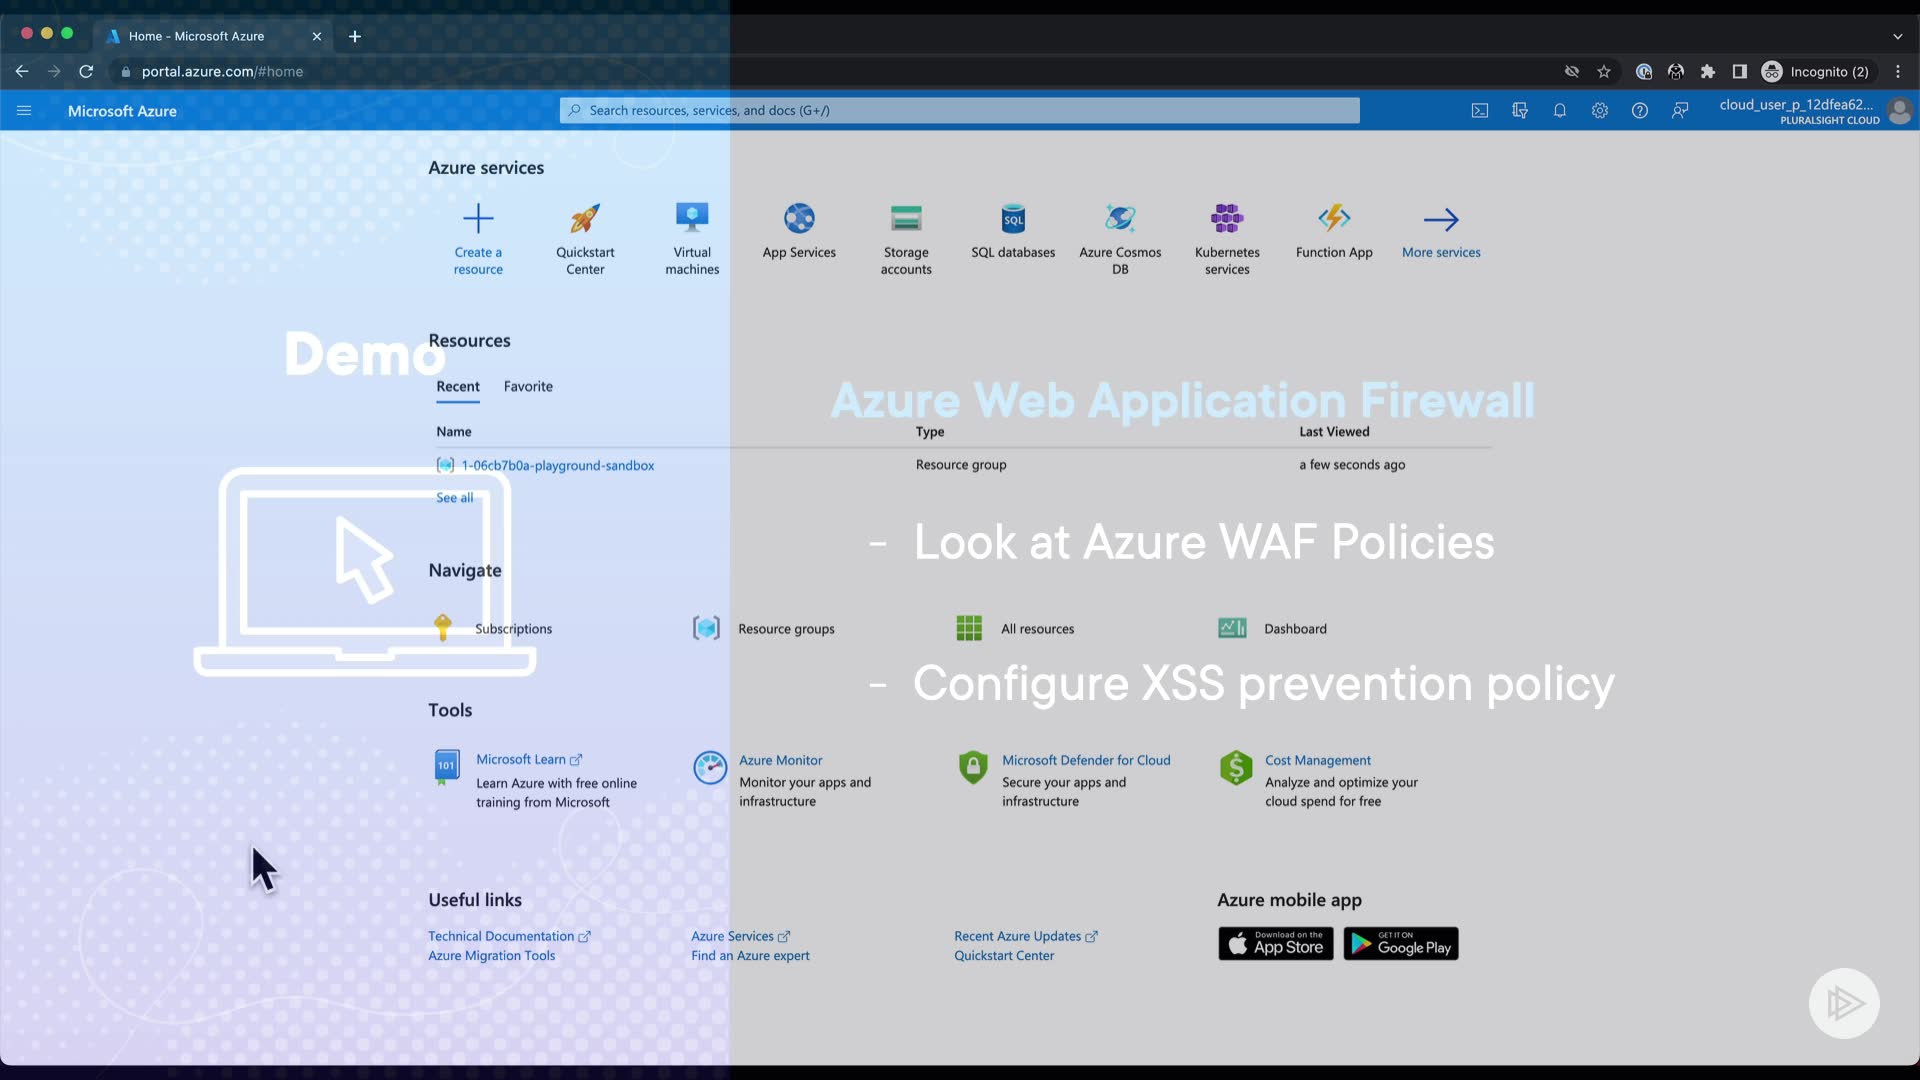 Home - Microsoft Azure
portal.azure.com/#home
Incognito (2)
Microsoft Azure
Search resources, services, and docs (G+/)
cloud_user_p_12dfea62...
PLURALSIGHT CLOUD
Azure services
Create a
resource
Quickstart
Center
Virtual
machines
App Services
Storage
accounts
SQL
SQL databases
Azure Cosmos
DB
Kubernetes
services
Function App
More services
Demo
Resources
Recent
Favorite
Azure Web Application Firewall
Name
Type
Last Viewed
1-06cb7b0a-playground-sandbox
Resource group
a few seconds ago
See all
- Look at Azure WAF Policies
Navigate
Subscriptions
Resource groups
All resources
Dashboard
- Configure XSS prevention policy
Tools
101
Microsoft Learn
Learn Azure with free online
training from Microsoft
Azure Monitor
Monitor your apps and
infrastructure
Microsoft Defender for Cloud
Secure your apps and
infrastructure
Cost Management
Analyze and optimize your
cloud spend for free
Useful links
Azure mobile app
Technical Documentation
Azure Services
Recent Azure Updates
Azure Migration Tools
Find an Azure expert
Quickstart Center
Download on the
App Store
GET IT ON
Google Play